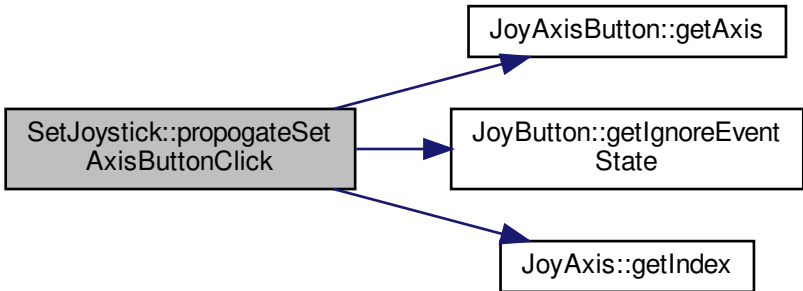 SetJoystick::propogateSet
AxisButtonClick
JoyAxisButton::getAxis
JoyButton::getIgnoreEvent
State
JoyAxis::getIndex